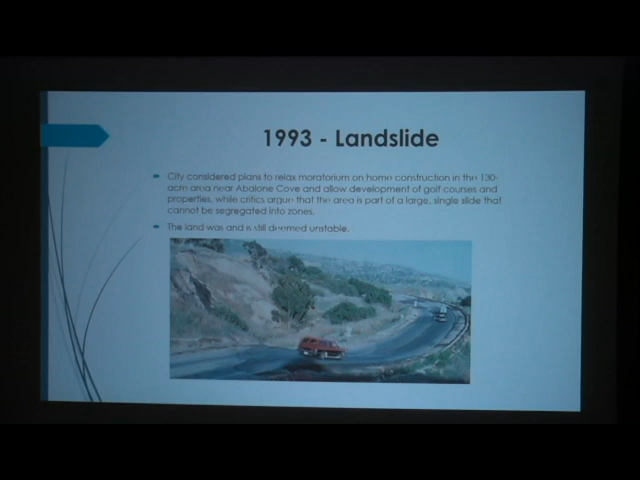 1993 - Landslide
City considered plans to relax moratorium on home construction in the 130-
acre area near Abalone Cove and allow development of golf courses and
properties, while critics argue that the area is part of a large, single slide that
cannot be segregated into zones.
The land was and is still deemed unstable.